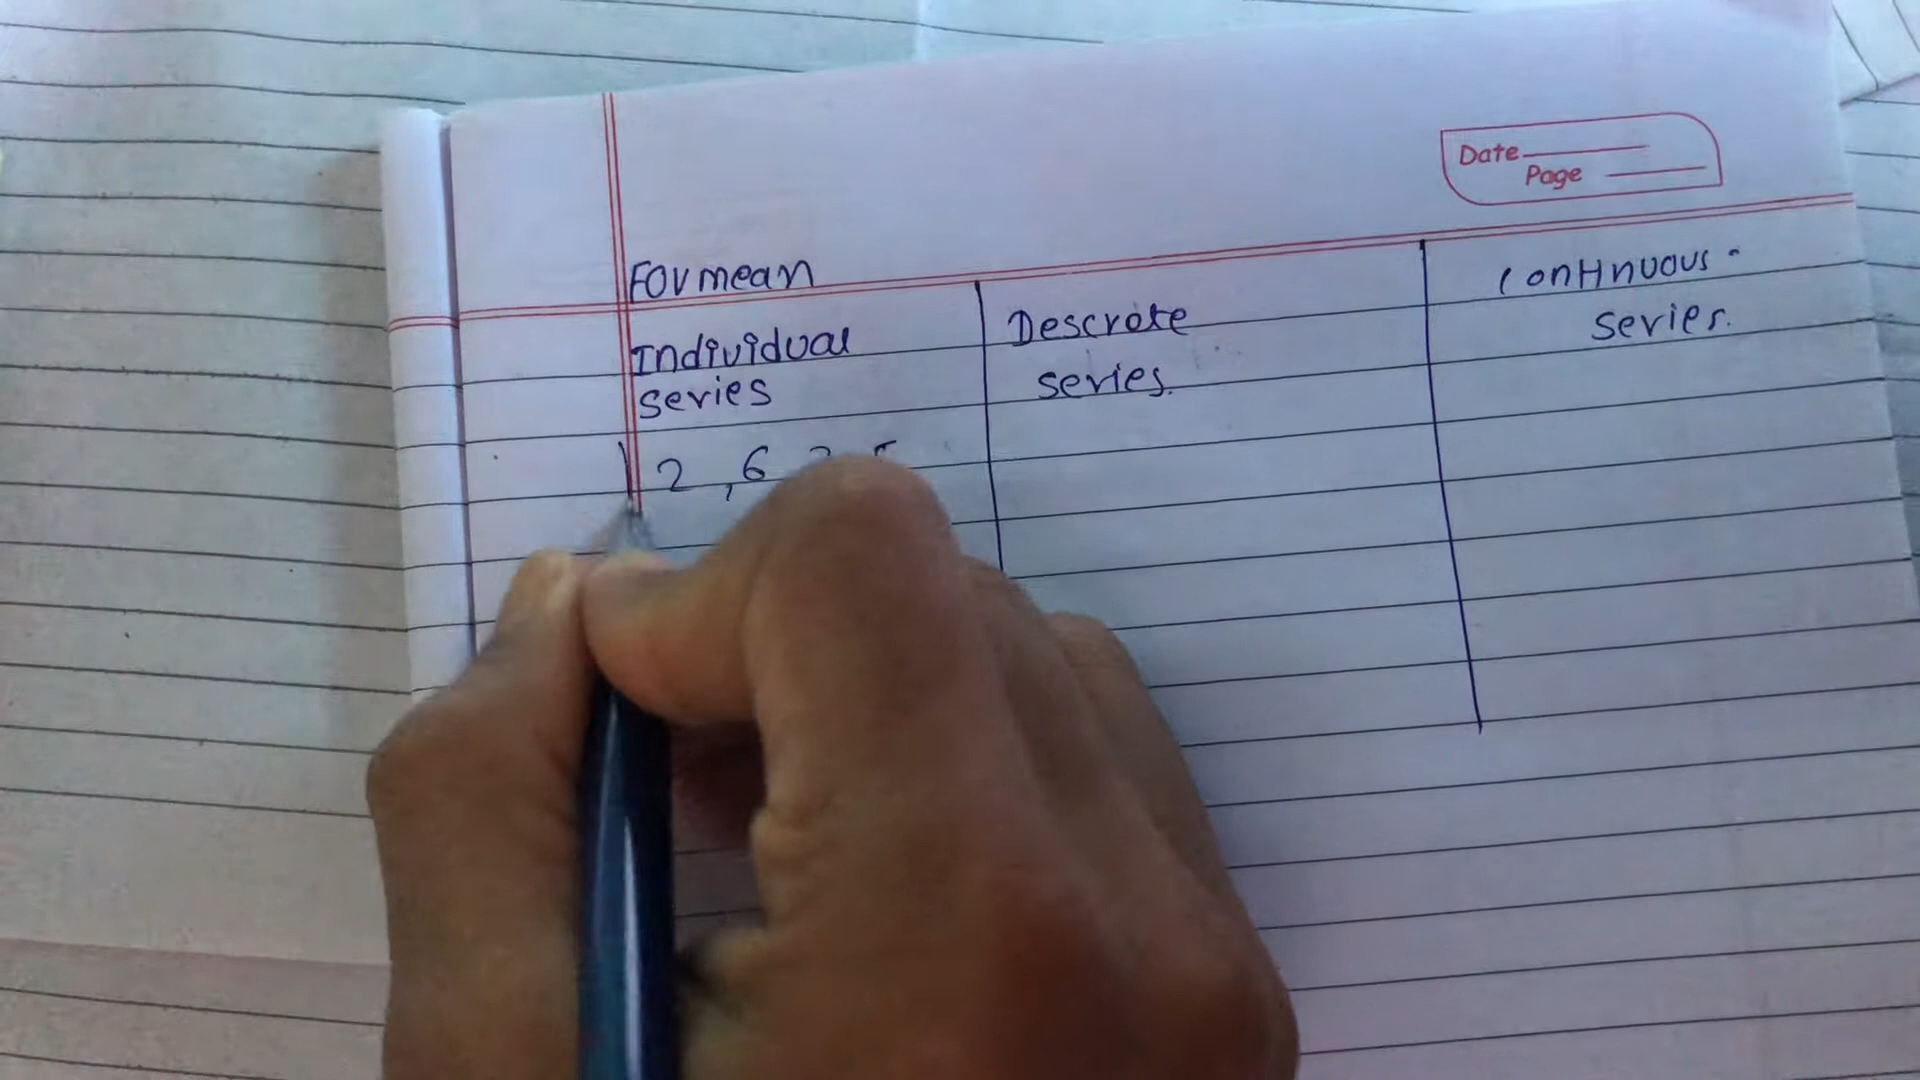 Date
Page
For mean
Individual
series
Descrete
series.
continuous
series.
2 , 6